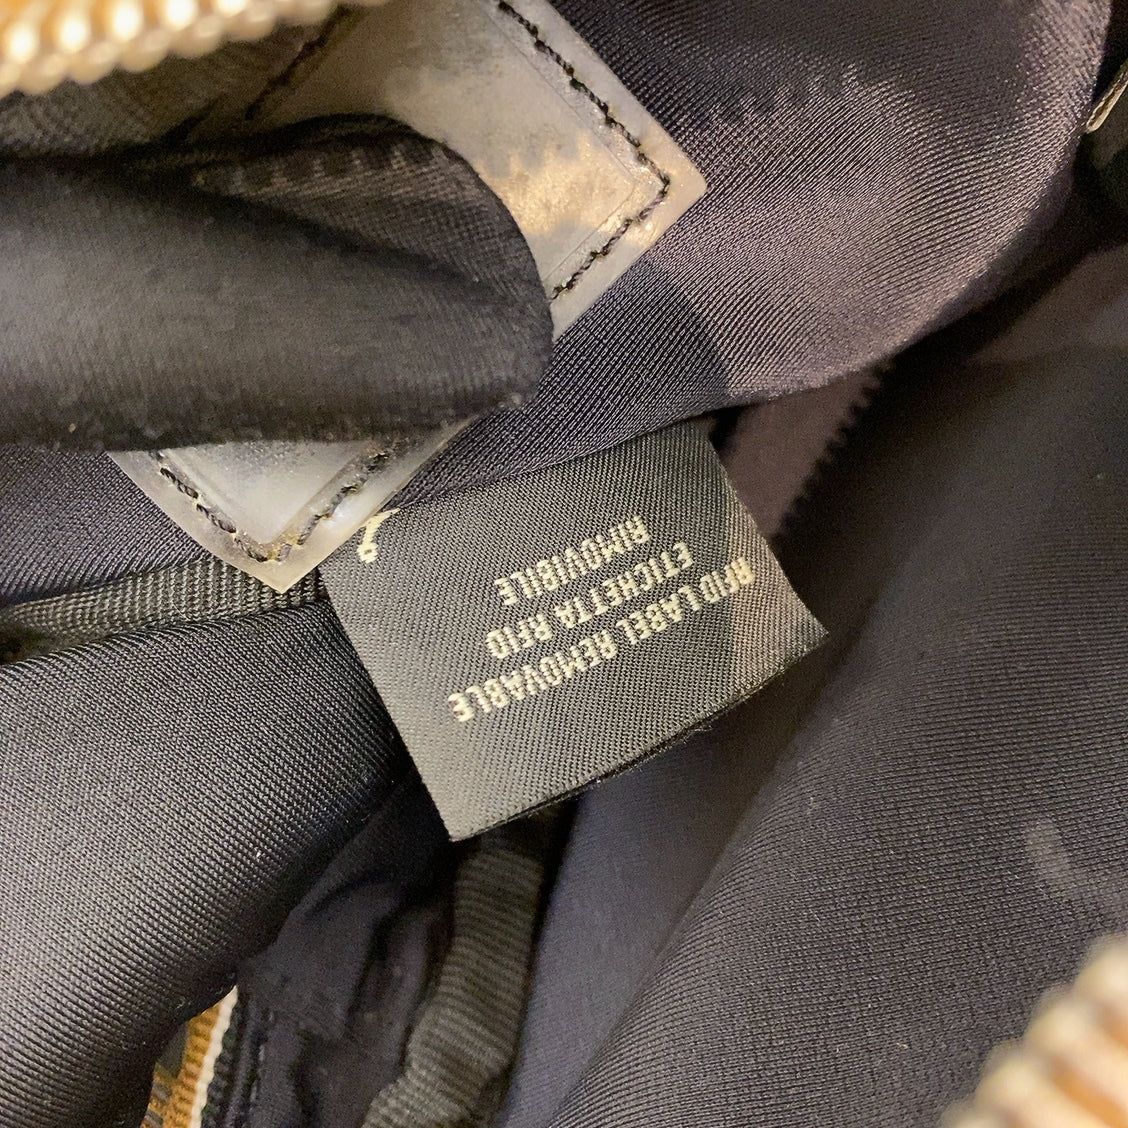 RFID LABEL REMOVABLE
ETICHETTA RFID
RIMOVIBILE